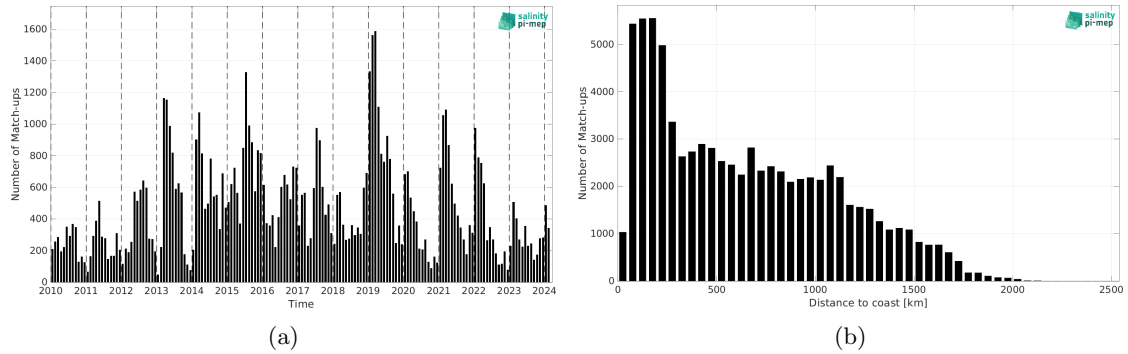 salinity
pi-mep
1600
1400
1200
1000
800
600
400
200
0
Number of Match-ups
2010 2011 2012 2013 2014 2015 2016 2017 2018 2019 2020 2021 2022 2023 2024
Time
(a)
salinity
pi-mep
5000
4000
3000
2000
1000
0
Number of Match-ups
0 500 1000 1500 2000 2500
Distance to coast [km]
(b)